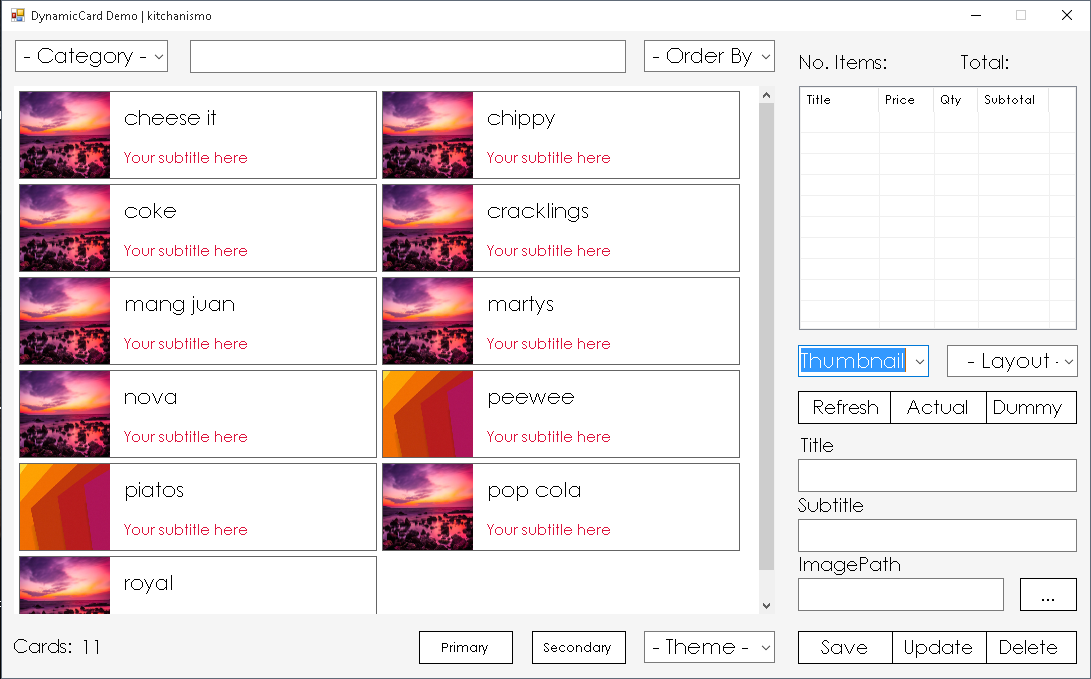 DynamicCard Demo | kitchanismo
- Category -
- Order By
cheese it
Your subtitle here
chippy
Your subtitle here
coke
Your subtitle here
cracklings
Your subtitle here
mang juan
Your subtitle here
martys
Your subtitle here
nova
Your subtitle here
peewee
Your subtitle here
piatos
Your subtitle here
pop cola
Your subtitle here
royal
Cards: 11
Primary
Secondary
- Theme -
No. Items: Total:
Title Price Qty Subtotal
Thumbnail
- Layout -
Refresh Actual Dummy
Title
Subtitle
ImagePath
...
Save Update Delete